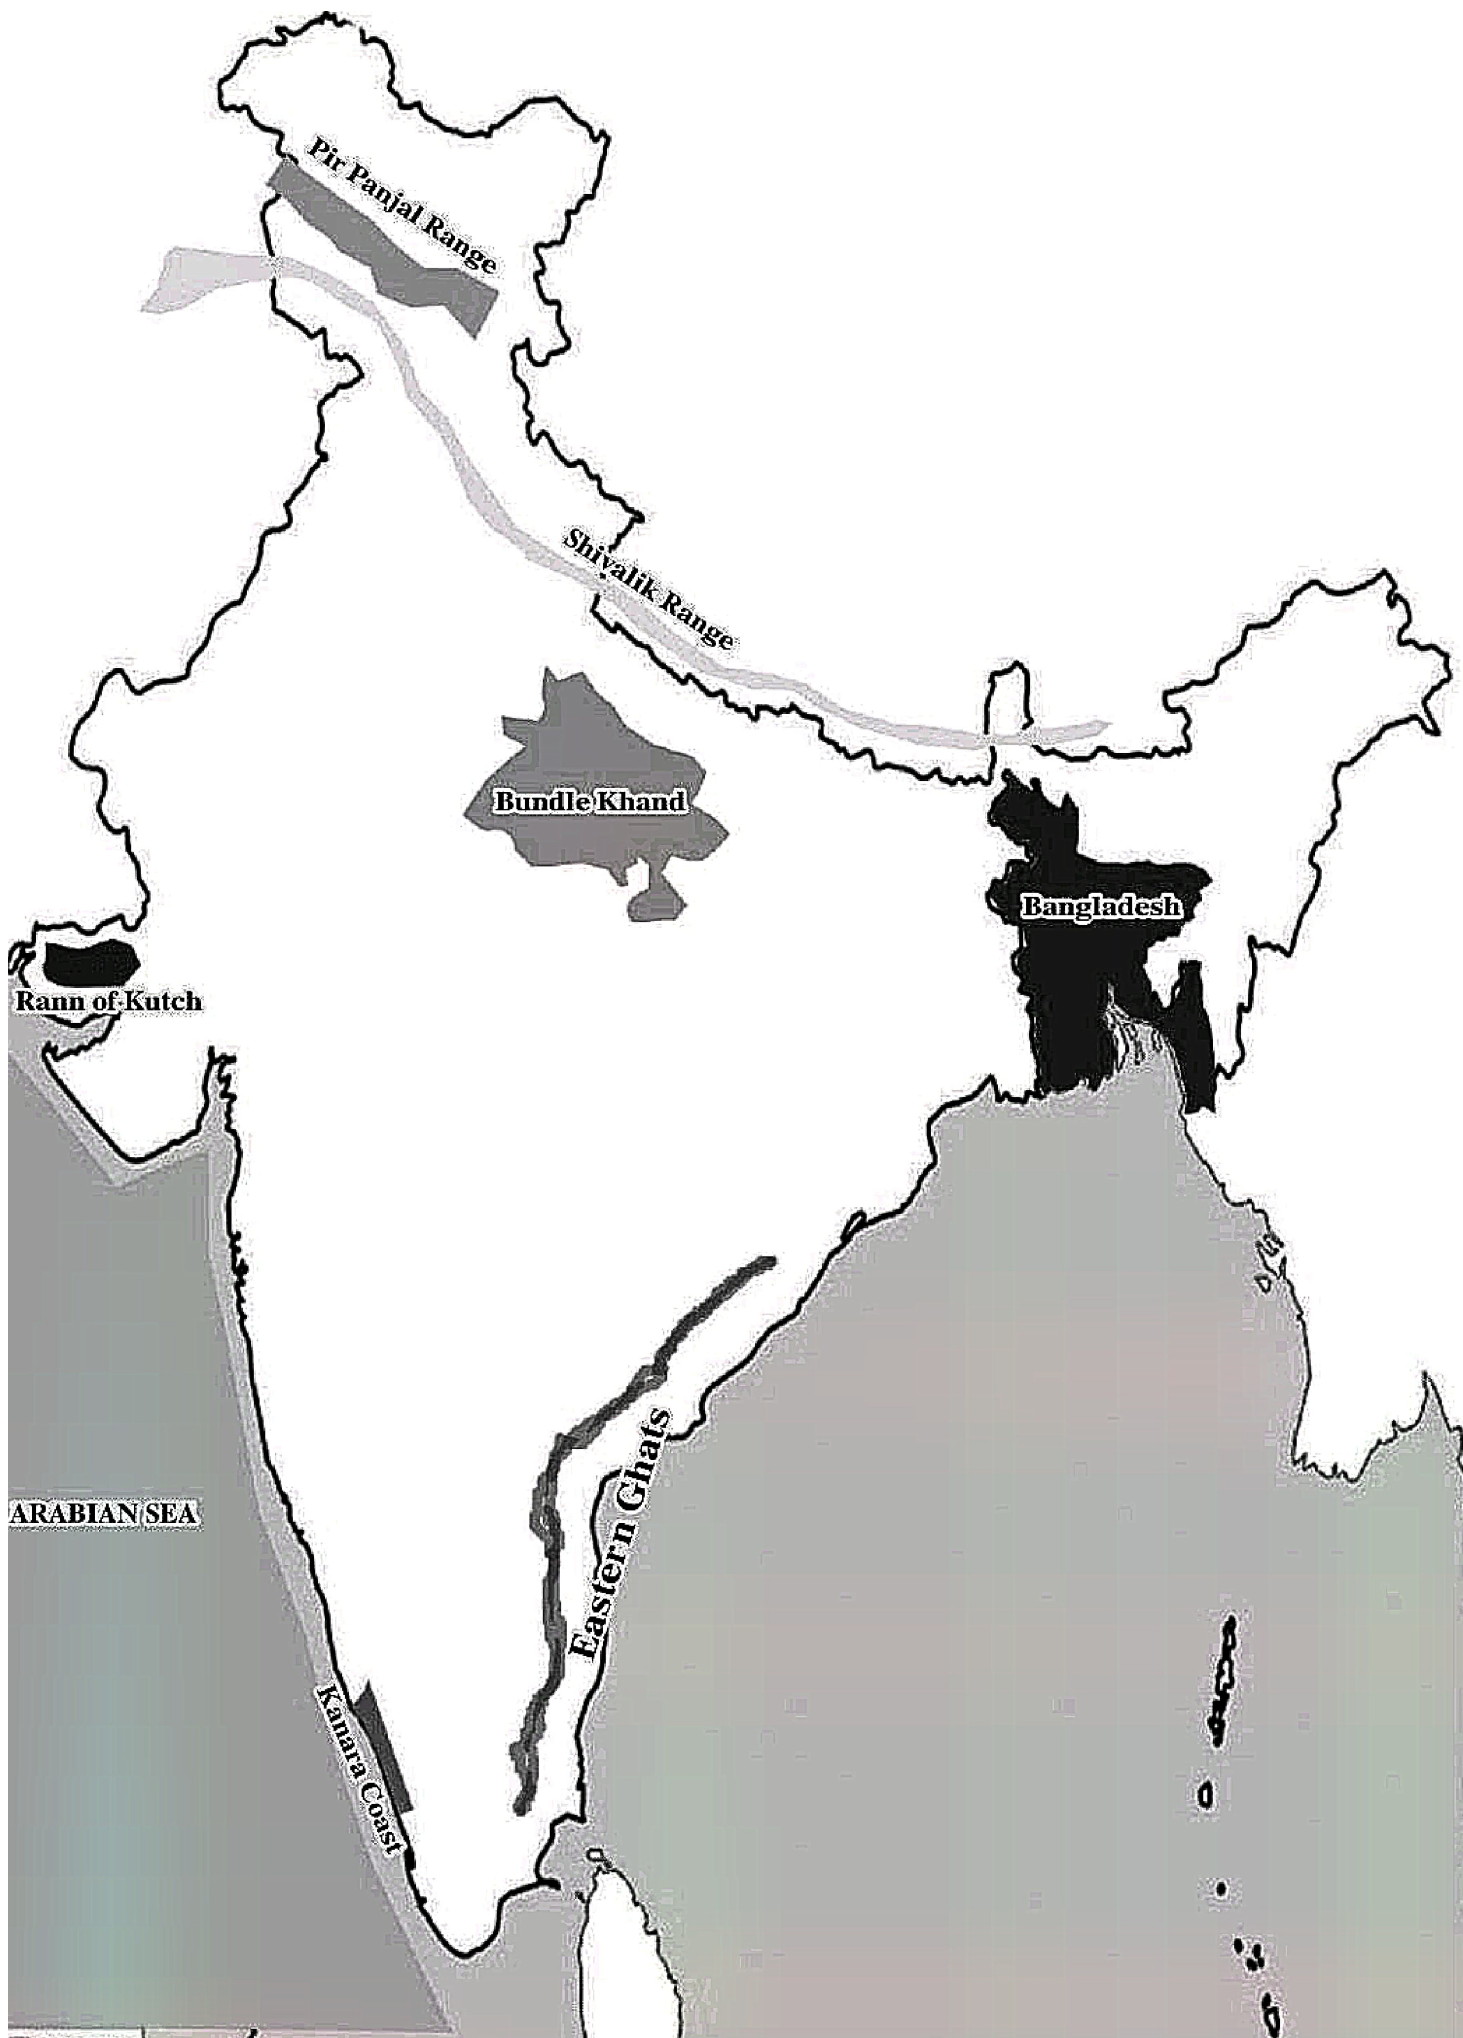 Pir Panjal Range
Shivalik Range
Bundle Khand
Bangladesh
Rann of Kutch
ARABIAN SEA
Eastern Ghats
Kanara Coast